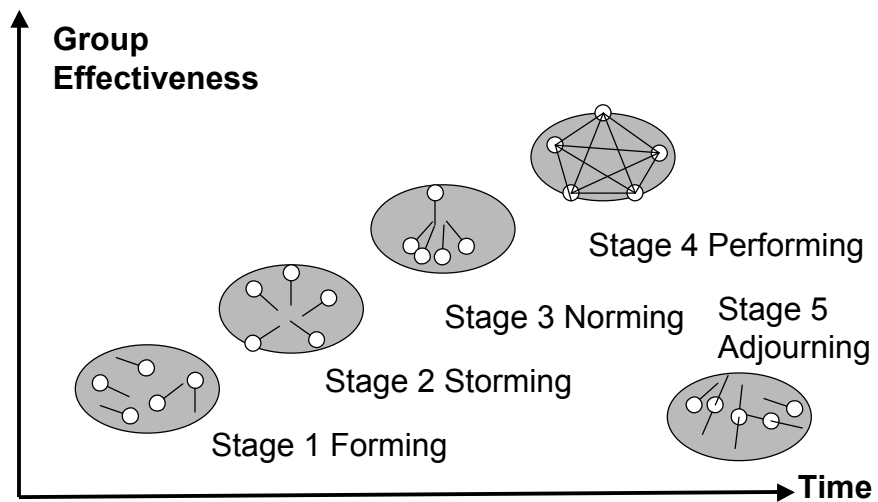 Group
Effectiveness
Stage 4 Performing
Stage 3 Norming
Stage 5
Adjourning
Stage 2 Storming
Stage 1 Forming
Time